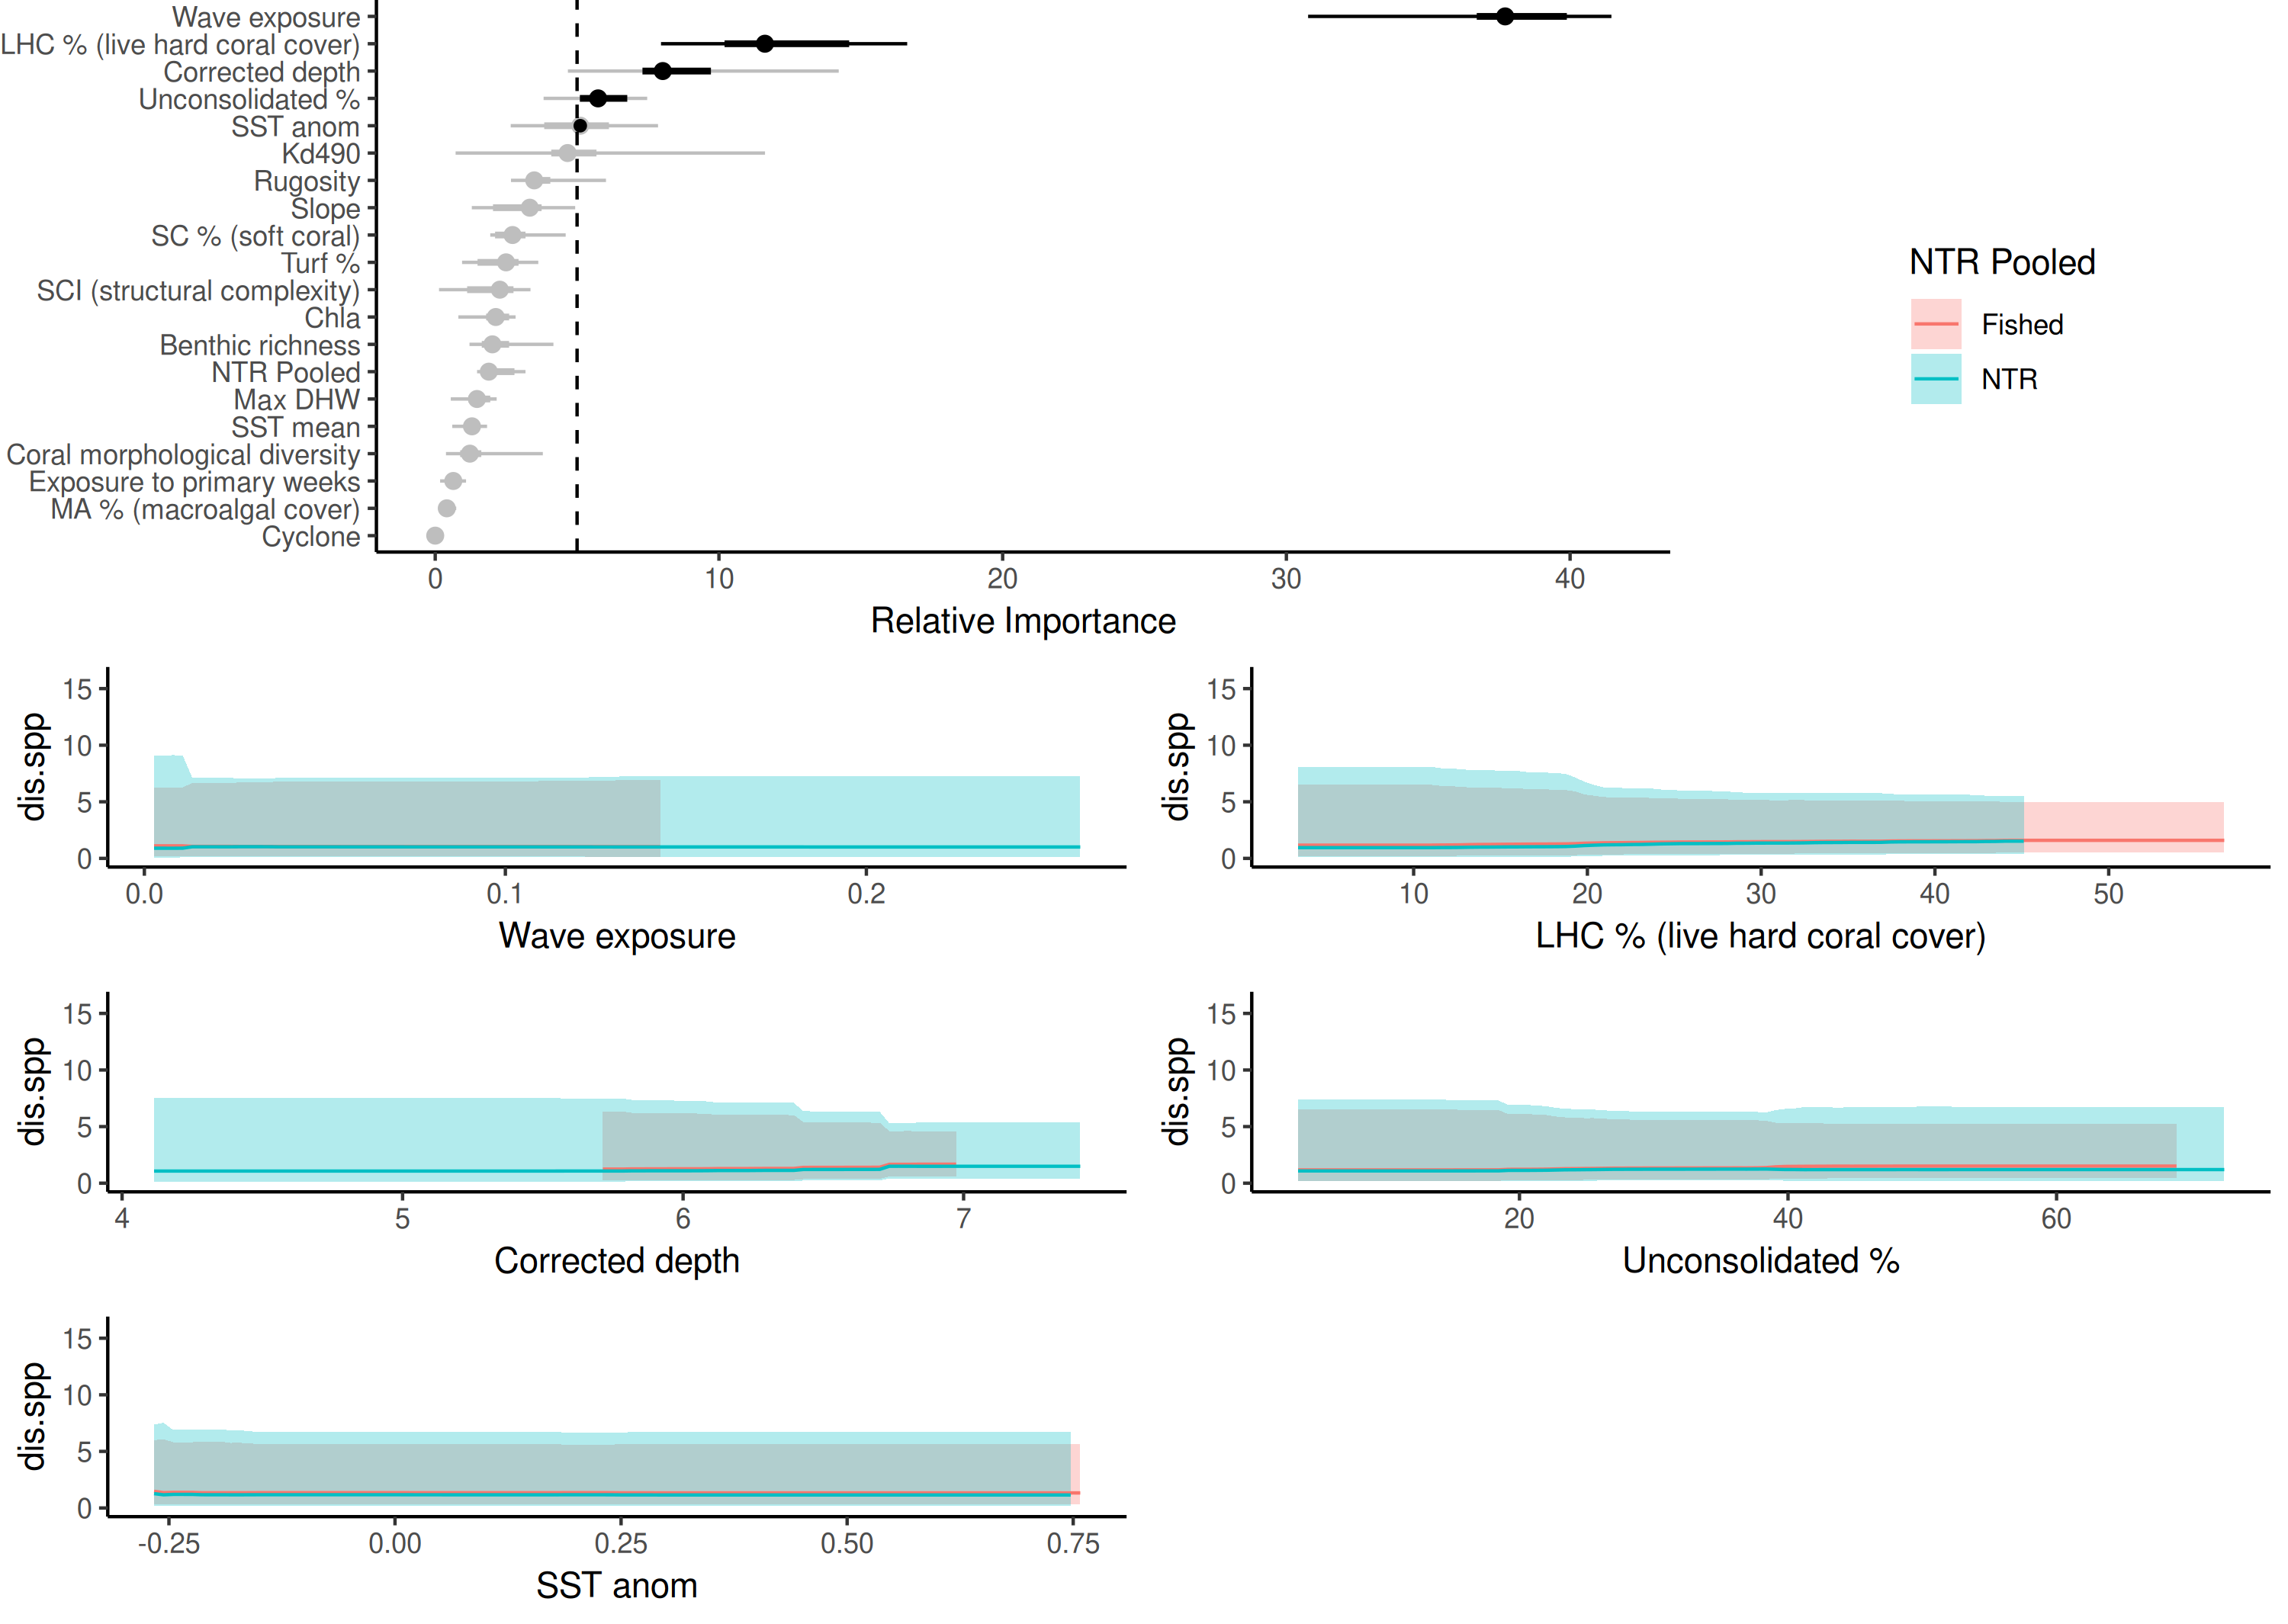 Wave exposure
LHC % (live hard coral cover)
Corrected depth
Unconsolidated %
SST anom
Kd490
Rugosity
Slope
SC % (soft coral)
Turf %
SCI (structural complexity)
Chla
Benthic richness
NTR Pooled
Max DHW
SST mean
Coral morphological diversity
Exposure to primary weeks
MA % (macroalgal cover)
Cyclone
0 10 20 30 40
Relative Importance
NTR Pooled
Fished
NTR
dis.spp
15
10
5
0
0.0 0.1 0.2
Wave exposure
dis.spp
15
10
5
0
10 20 30 40 50
LHC % (live hard coral cover)
dis.spp
15
10
5
0
4 5 6 7
Corrected depth
dis.spp
15
10
5
0
20 40 60
Unconsolidated %
dis.spp
15
10
5
0
-0.25 0.00 0.25 0.50 0.75
SST anom